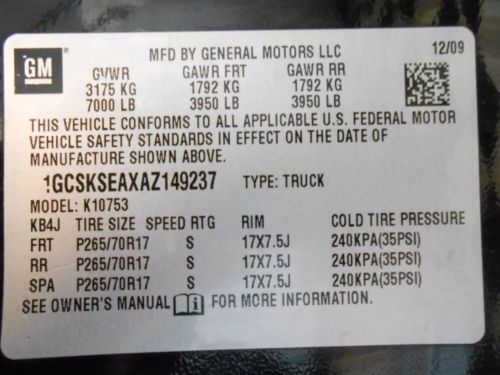 GM
MFD BY GENERAL MOTORS LLC 12/09
GVWR GAWR FRT GAWR RR
3175 KG 1792 KG 1792 KG
7000 LB 3950 LB 3950 LB
THIS VEHICLE CONFORMS TO ALL APPLICABLE U.S. FEDERAL MOTOR
VEHICLE SAFETY STANDARDS IN EFFECT ON THE DATE OF
MANUFACTURE SHOWN ABOVE.
1GCSKSEAXAZ149237 TYPE: TRUCK
MODEL: K10753
KB4J TIRE SIZE SPEED RTG RIM COLD TIRE PRESSURE
FRT P265/70R17 S 17X7.5J 240KPA(35PSI)
RR P265/70R17 S 17X7.5J 240KPA(35PSI)
SPA P265/70R17 S 17X7.5J 240KPA(35PSI)
SEE OWNER'S MANUAL FOR MORE INFORMATION.